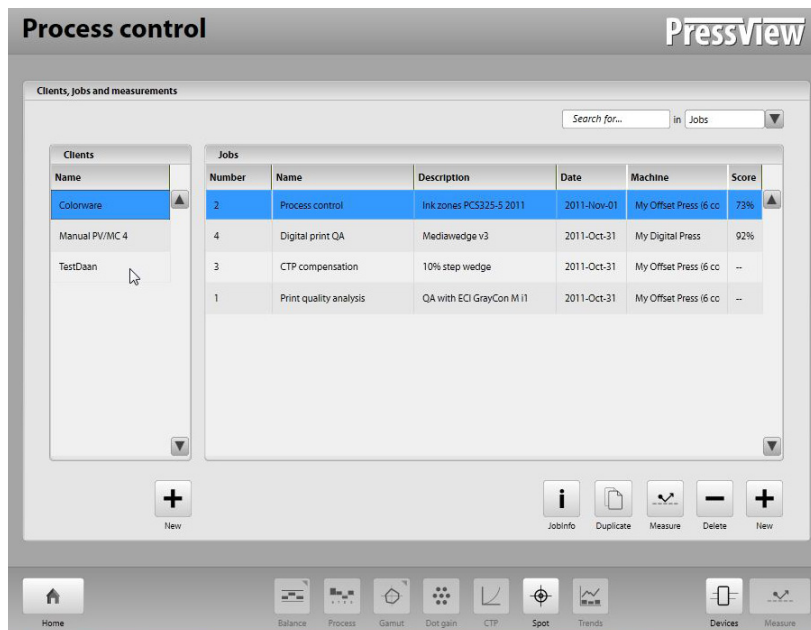 Process control
PressView
Clients, jobs and measurements
Search for...
in
Jobs
Clients
Name
Colorware
Manual PV/MC 4
TestDaan
Jobs
Number Name Description Date Machine Score
2 Process control Ink zones PCS325-5 2011 2011-Nov-01 My Offset Press (6 co 73%
4 Digital print QA Mediawedge v3 2011-Oct-31 My Digital Press 92%
3 CTP compensation 10% step wedge 2011-Oct-31 My Offset Press (6 co --
1 Print quality analysis QA with ECI GrayCon M i1 2011-Oct-31 My Offset Press (6 co --
New
JobInfo Duplicate Measure Delete New
Home Balance Process Gamut Dot gain CTP Spot Trends Devices Measure